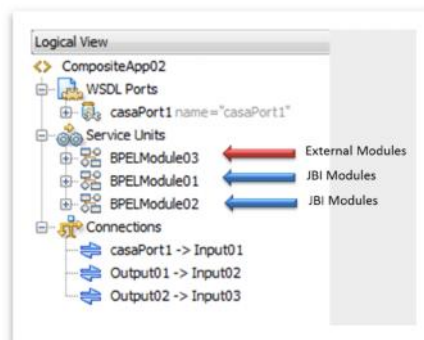 Logical View
CompositeApp02
WSDL Ports
casaPort1 name="casaPort1"
Service Units
BPELModule03 External Modules
BPELModule01 JBI Modules
BPELModule02 JBI Modules
Connections
casaPort1 -> Input01
Output01 -> Input02
Output02 -> Input03